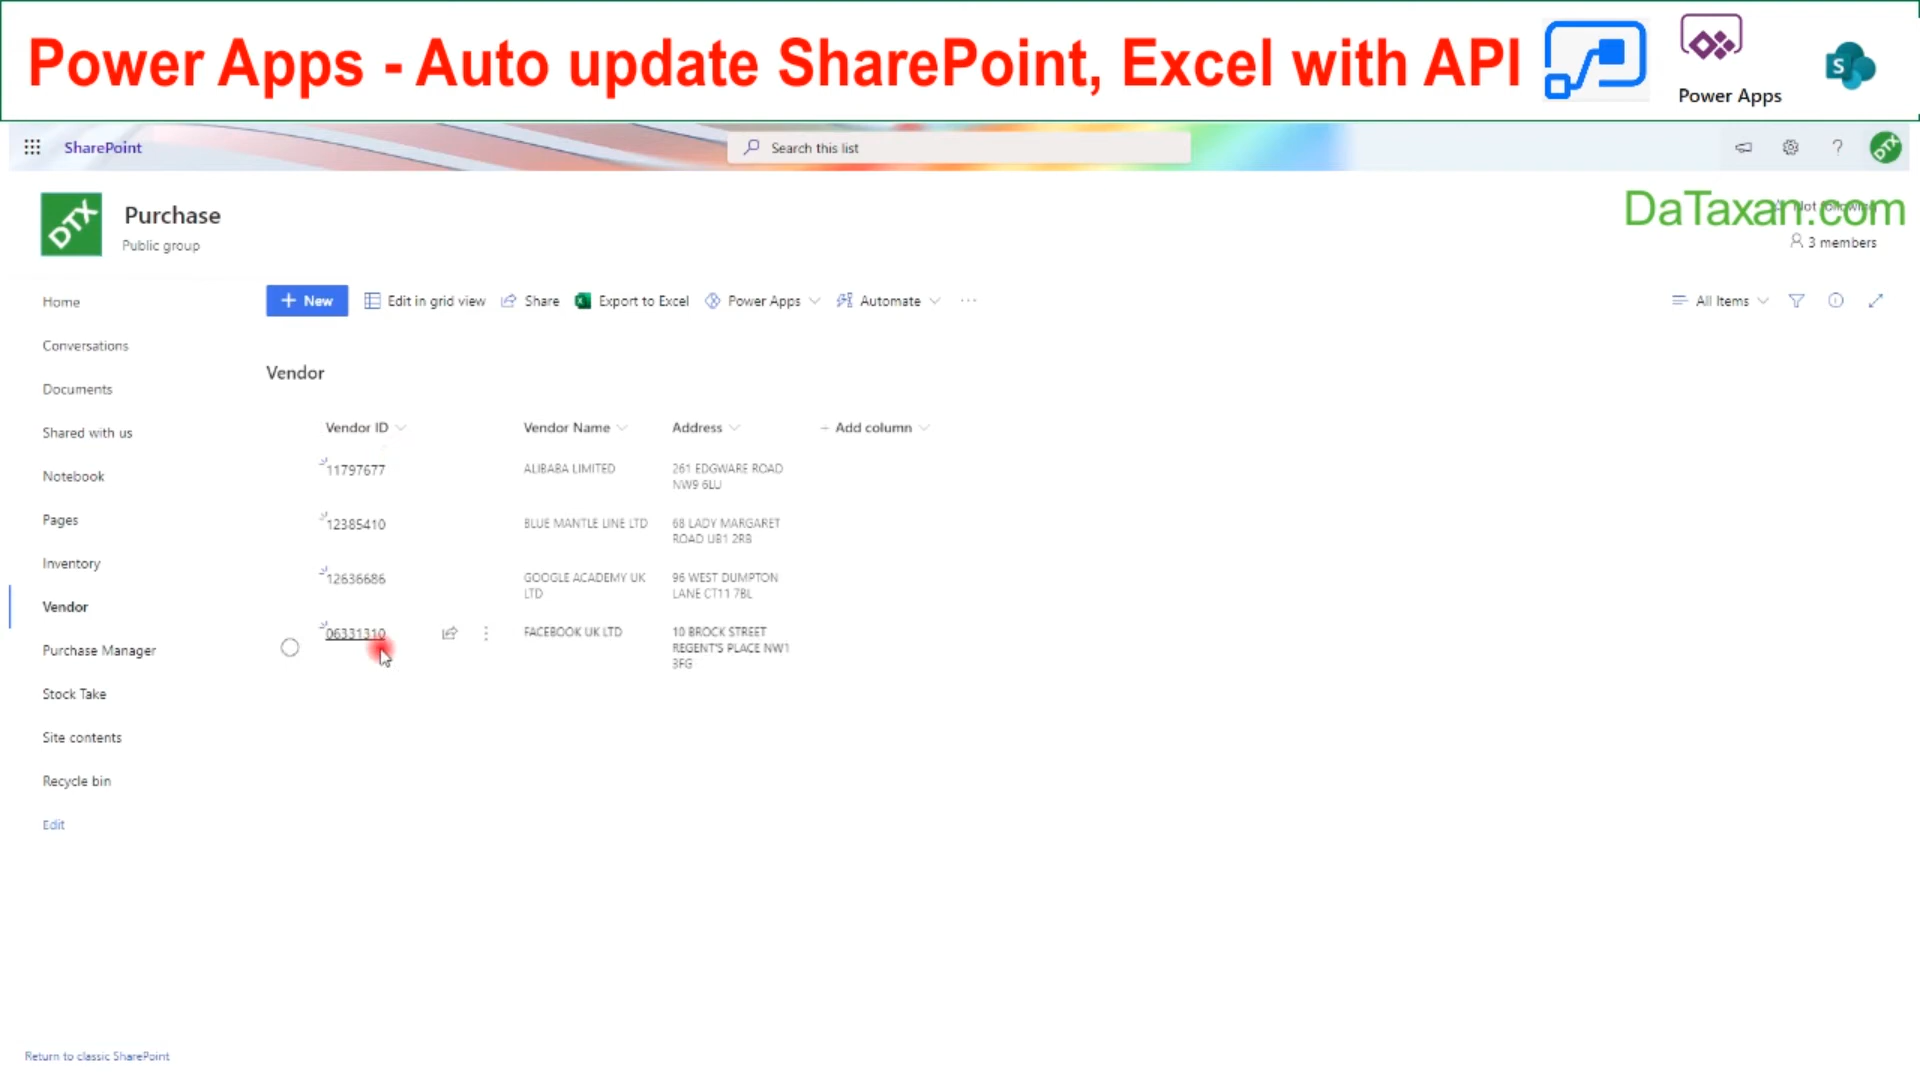 Power Apps - Auto update SharePoint, Excel with API
Power Apps
S
SharePoint
Search this list
?
DTX
DTX
Purchase
Public group
DaTaxan.com
3 members
Home
Conversations
Documents
Shared with us
Notebook
Pages
Inventory
Vendor
Purchase Manager
Stock Take
Site contents
Recycle bin
Edit
+ New
Edit in grid view
Share
Export to Excel
Power Apps
Automate
...
All Items
Vendor
Vendor ID
Vendor Name
Address
+ Add column
11797677
ALIBABA LIMITED
261 EDGWARE ROAD
NW9 6LU
12385410
BLUE MANTLE LINE LTD
68 LADY MARGARET
ROAD UB1 2RB
12636686
GOOGLE ACADEMY UK
LTD
96 WEST DUMPTON
LANE CT11 7BL
06331310
FACEBOOK UK LTD
10 BROCK STREET
REGENT'S PLACE NW1
3FG
Return to classic SharePoint